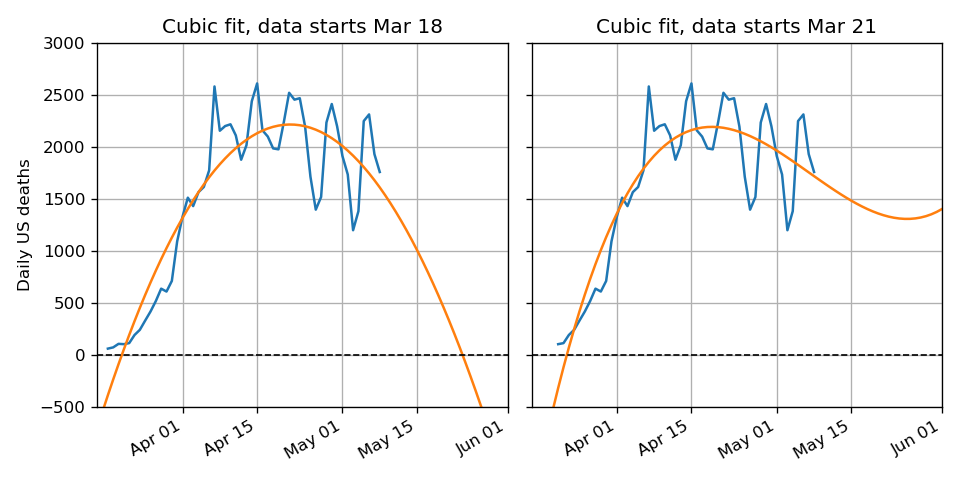 Cubic fit, data starts Mar 18
Cubic fit, data starts Mar 21
Daily US deaths
3000
2500
2000
1500
1000
500
0
−500
Apr 01
Apr 15
May 01
May 15
Jun 01
Apr 01
Apr 15
May 01
May 15
Jun 01